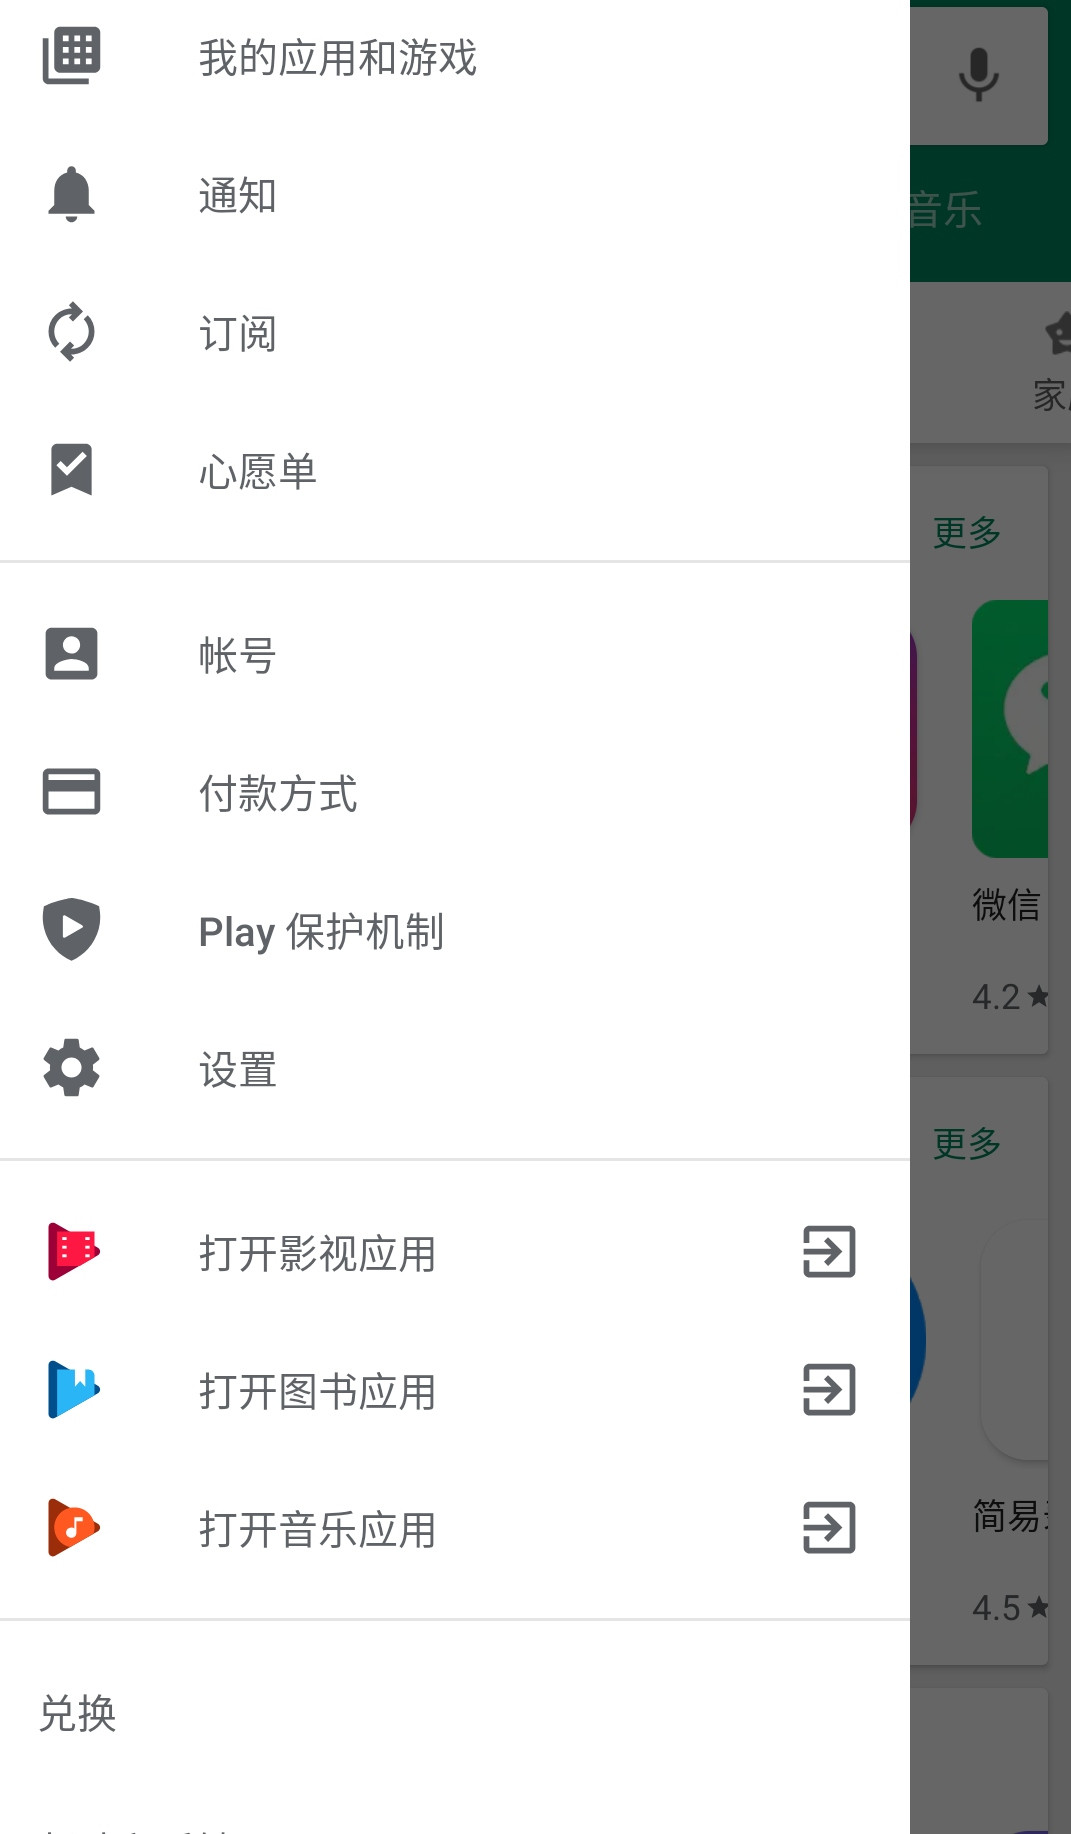 我的应用和游戏
通知
订阅
心愿单
帐号
付款方式
Play 保护机制
设置
打开影视应用
打开图书应用
打开音乐应用
兑换
音乐
家
更多
微信
4.2
更多
简易
4.5